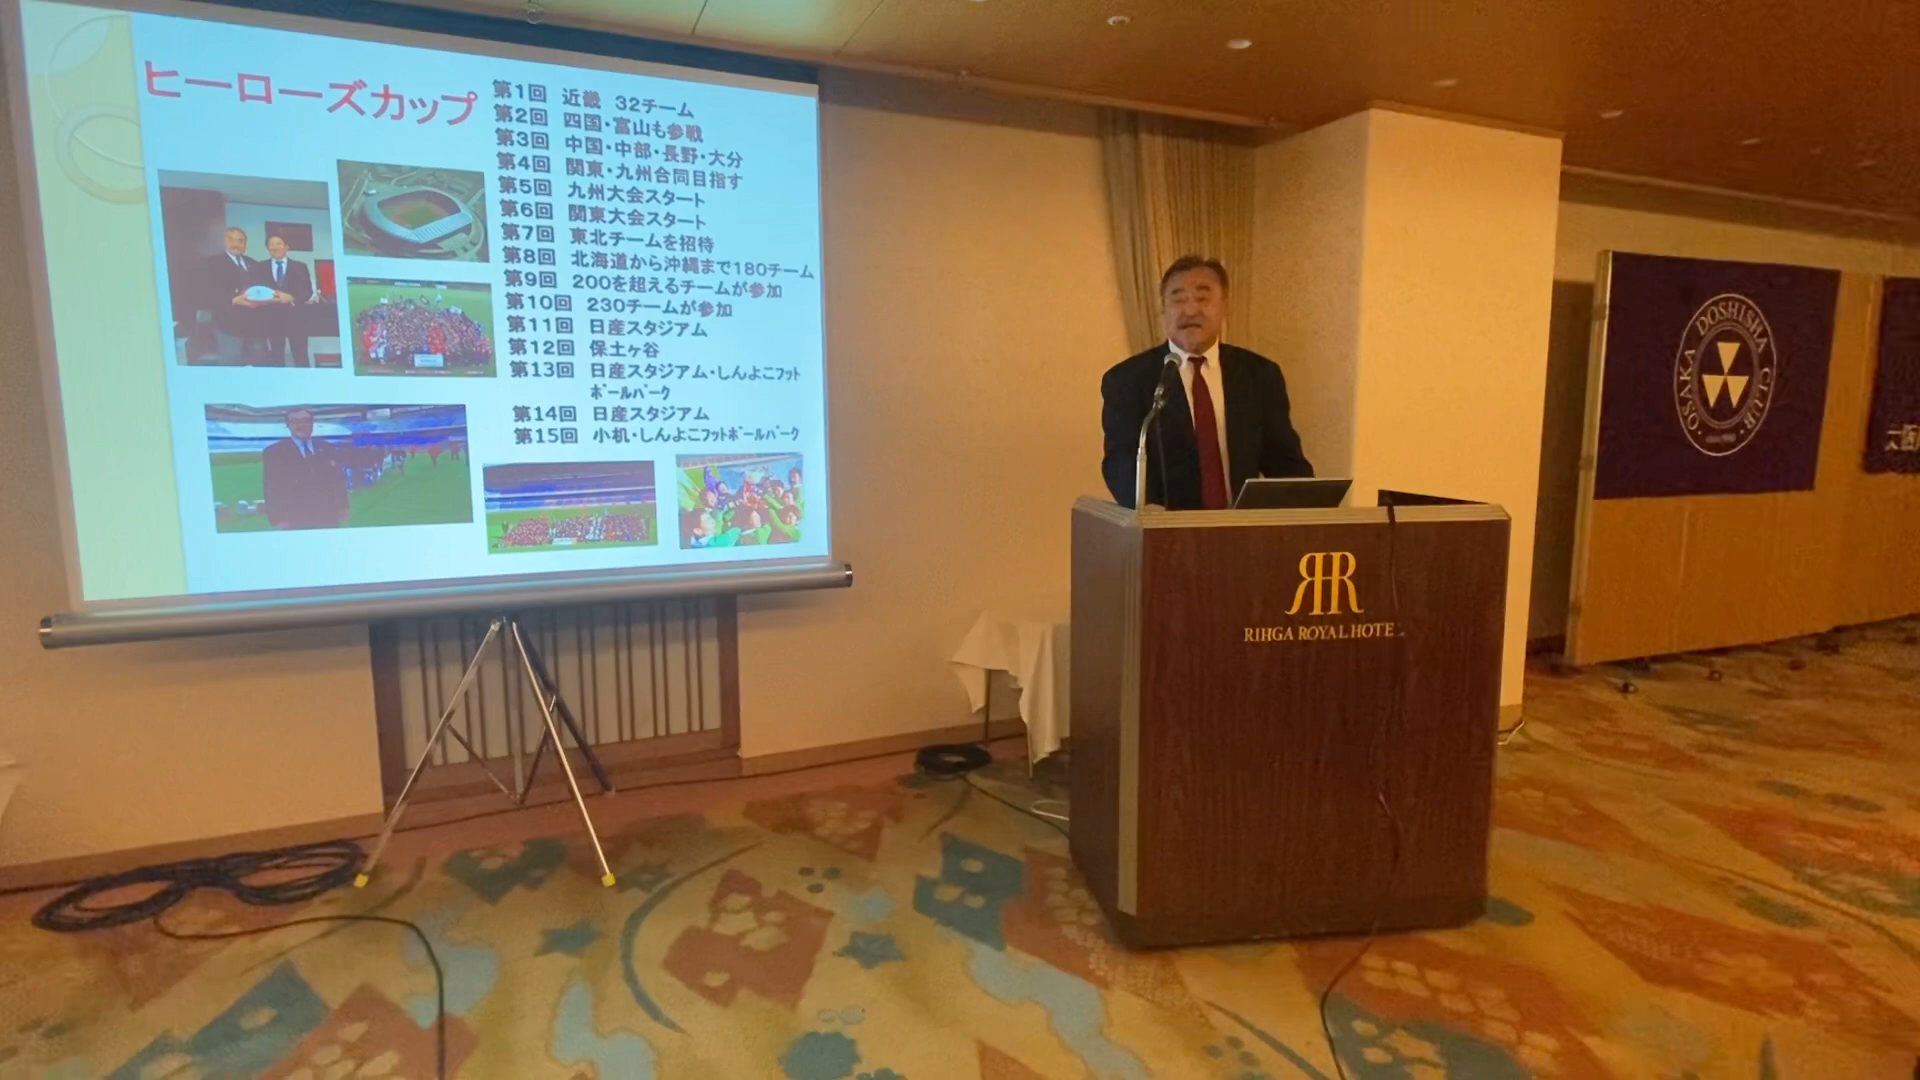 ヒーローズカップ
第1回 近畿 32チーム
第2回 四国・富山も参戦
第3回 中国・中部・長野・大分
第4回 関東・九州合同目指す
第5回 九州大会スタート
第6回 関東大会スタート
第7回 東北チームを招待
第8回 北海道から沖縄まで180チーム
第9回 200を超えるチームが参加
第10回 230チームが参加
第11回 日産スタジアム
第12回 保土ヶ谷
第13回 日産スタジアム・しんよこﾌｯﾄ
ﾎﾞｰﾙﾊﾟｰｸ
第14回 日産スタジアム
第15回 小机・しんよこﾌｯﾄﾎﾞｰﾙﾊﾟｰｸ
RIHGA ROYAL HOTE
OSAKA DOSHISHA CLUB
大阪